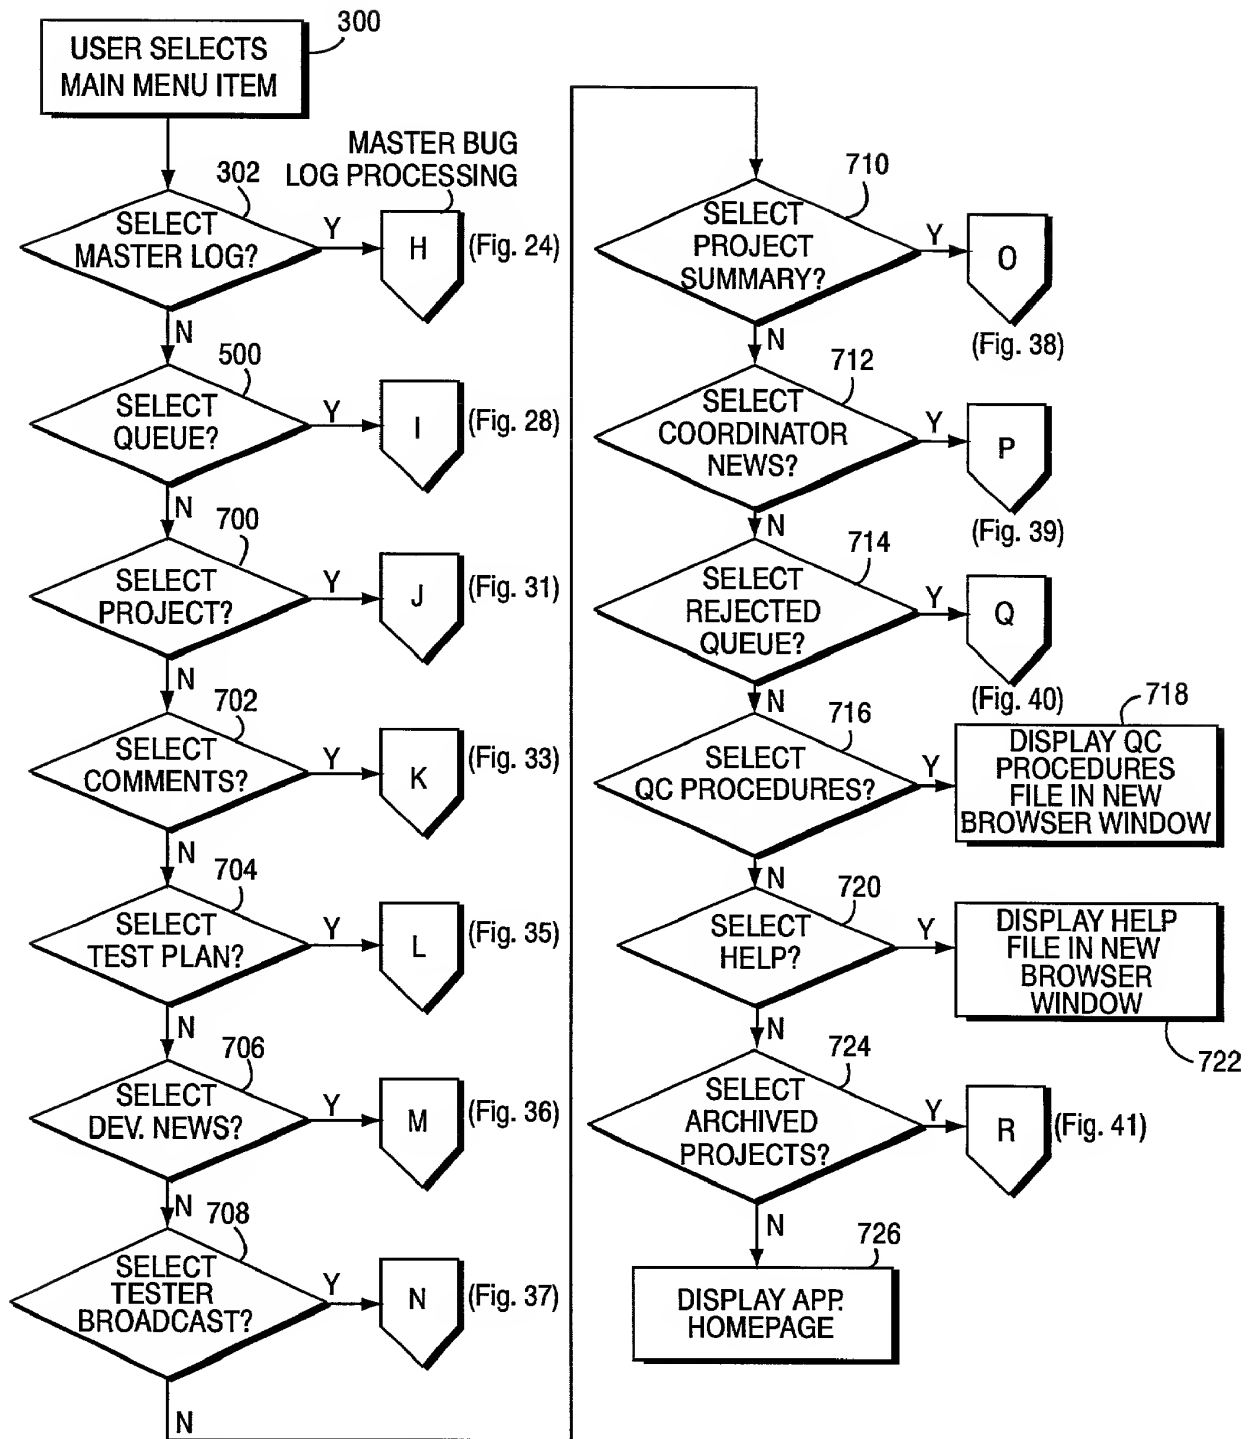 300
USER SELECTS
MAIN MENU ITEM
MASTER BUG
LOG PROCESSING
302
SELECT
MASTER LOG?
Y
H
(Fig. 24)
N
500
SELECT
QUEUE?
Y
I
(Fig. 28)
N
700
SELECT
PROJECT?
Y
J
(Fig. 31)
N
702
SELECT
COMMENTS?
Y
K
(Fig. 33)
N
704
SELECT
TEST PLAN?
Y
L
(Fig. 35)
N
706
SELECT
DEV. NEWS?
Y
M
(Fig. 36)
N
708
SELECT
TESTER
BROADCAST?
Y
N
(Fig. 37)
N
710
SELECT
PROJECT
SUMMARY?
Y
O
(Fig. 38)
N
712
SELECT
COORDINATOR
NEWS?
Y
P
(Fig. 39)
N
714
SELECT
REJECTED
QUEUE?
Y
Q
(Fig. 40)
N
716
SELECT
QC PROCEDURES?
Y
718
DISPLAY QC
PROCEDURES
FILE IN NEW
BROWSER WINDOW
N
720
SELECT
HELP?
Y
DISPLAY HELP
FILE IN NEW
BROWSER
WINDOW
722
N
724
SELECT
ARCHIVED
PROJECTS?
Y
R
(Fig. 41)
N
726
DISPLAY APP.
HOMEPAGE